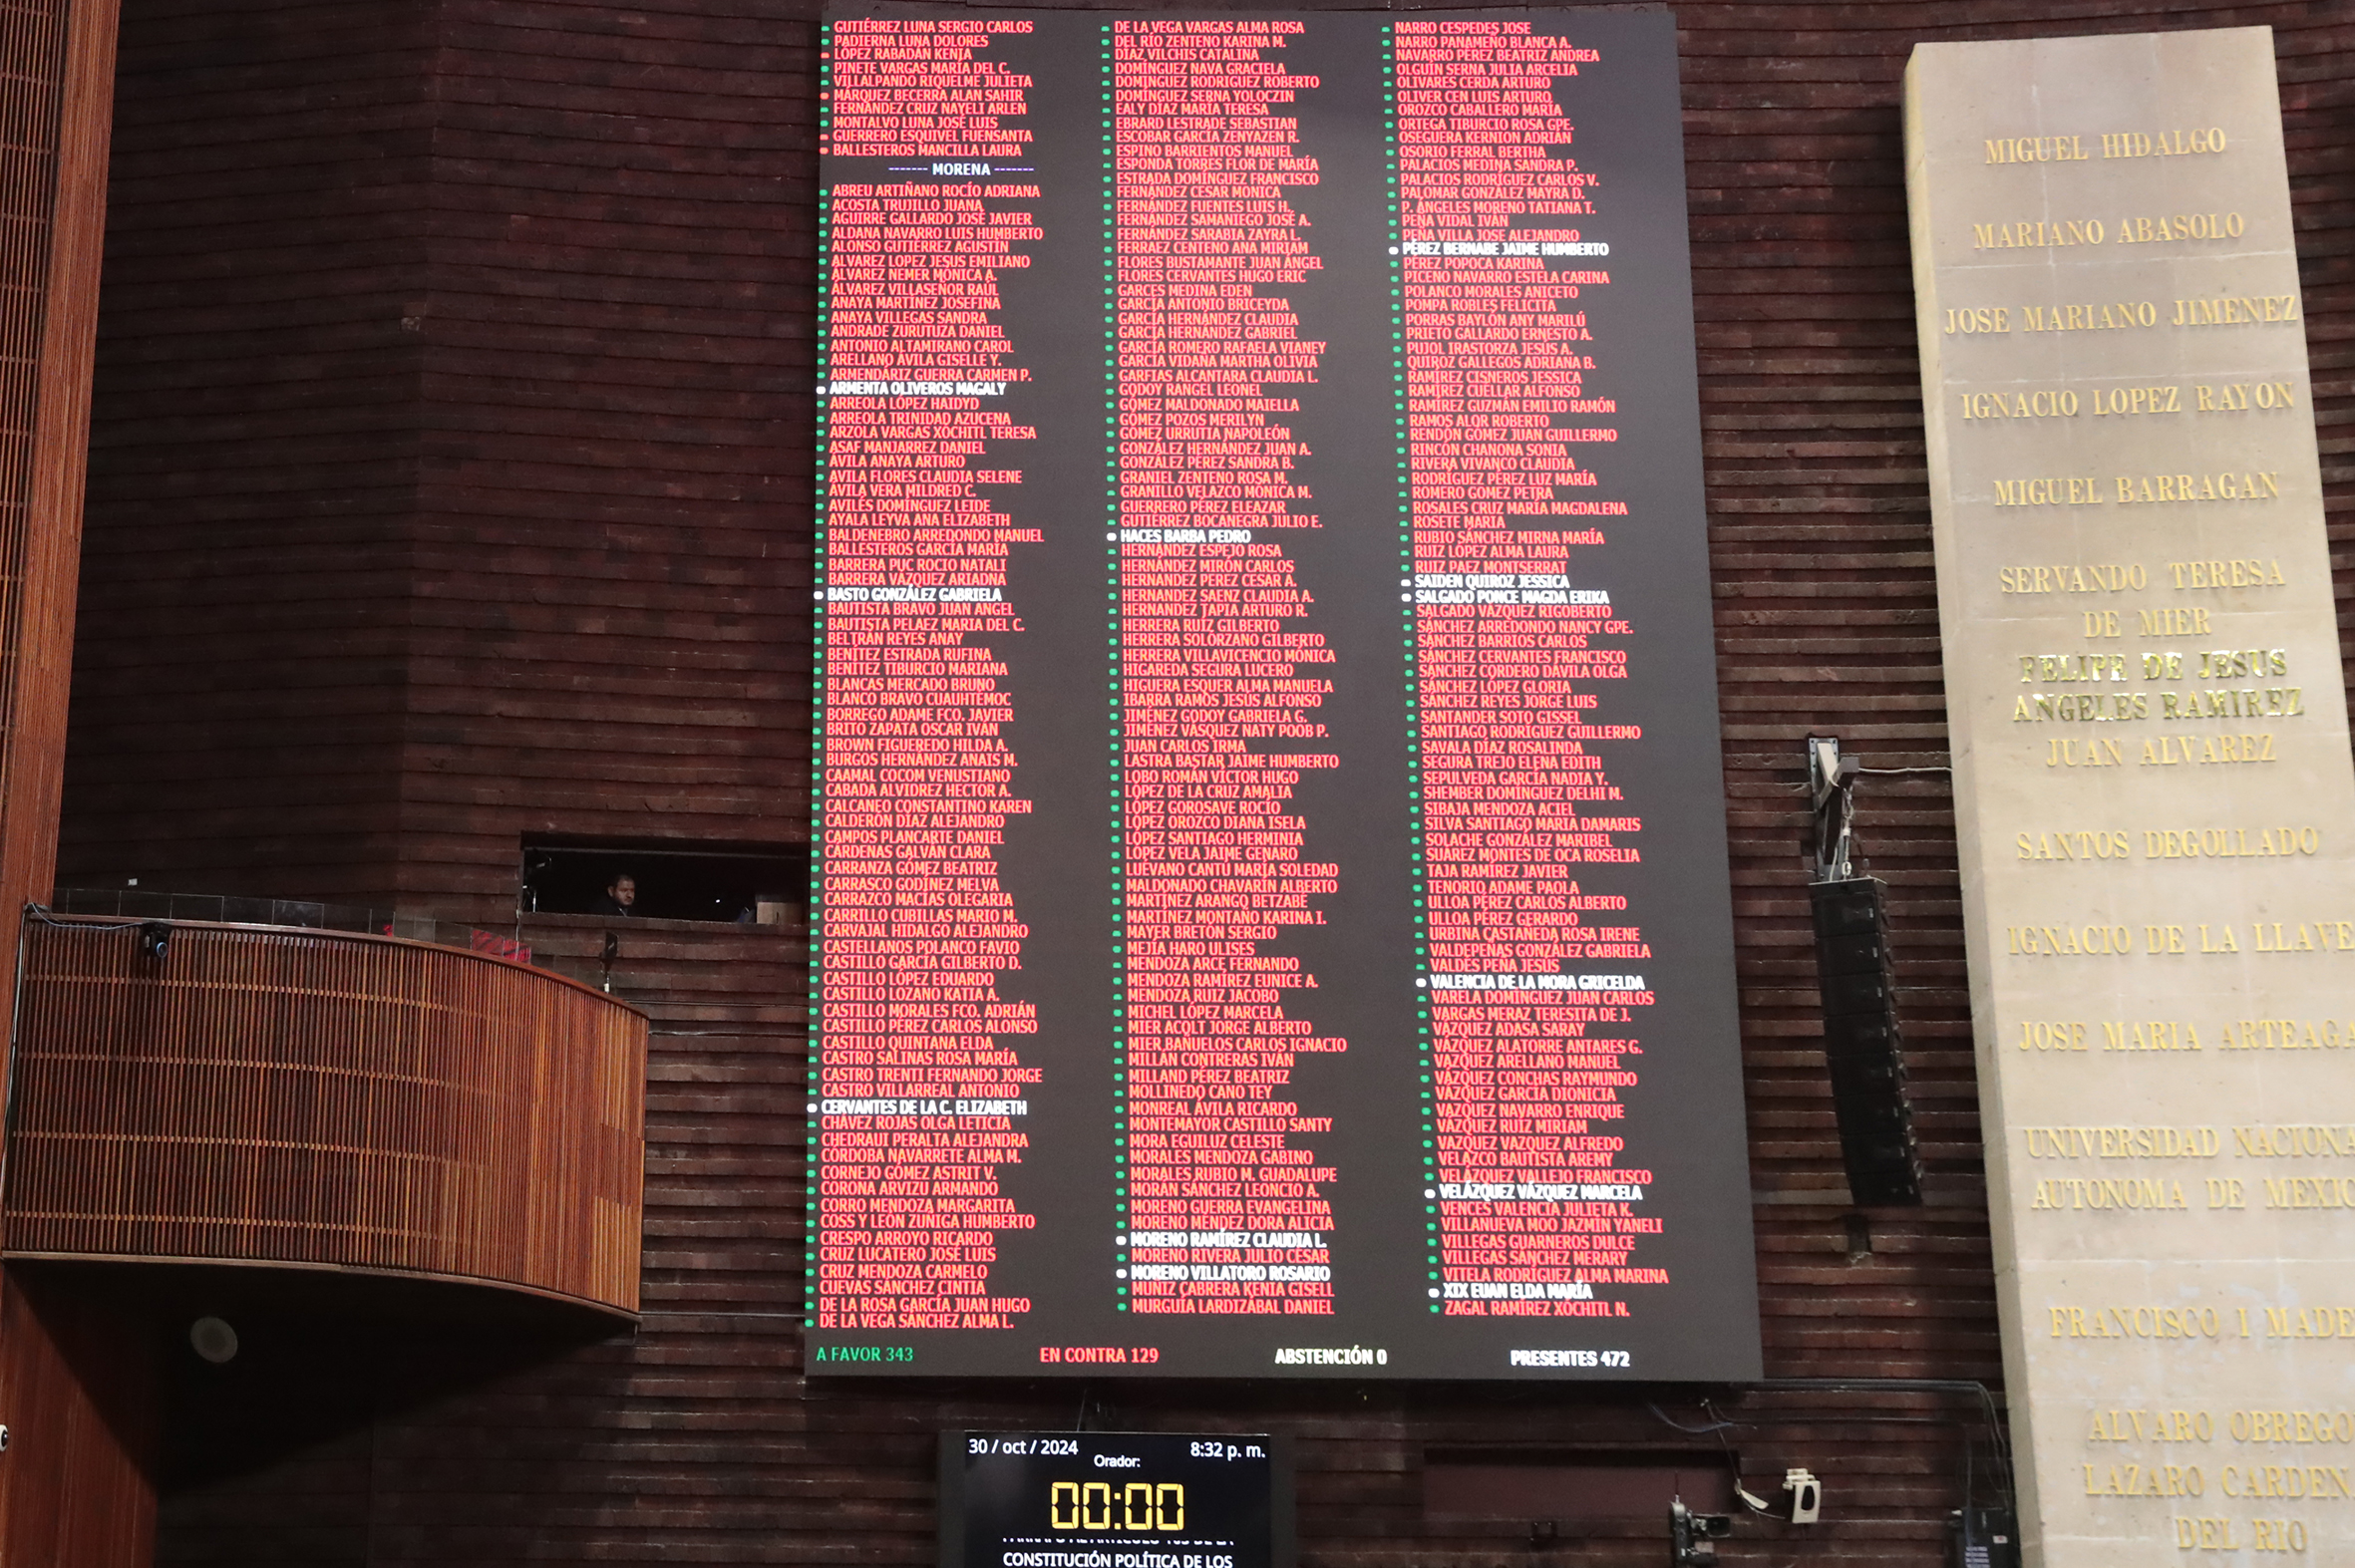 GUTIÉRREZ LUNA SERGIO CARLOS
PADIERNA LUNA DOLORES
LÓPEZ RABADÁN KENIA
PIÑETE VARGAS MARÍA DEL C.
VILLALPANDO RIQUELME JULIETA
MÁRQUEZ BECERRA ALAN SAHIR
FERNÁNDEZ CRUZ NAYELI ARLEN
MONTALVO LUNA JOSÉ LUIS
GUERRERO ESQUIVEL FUENSANTA
BALLESTEROS MANCILLA LAURA
------- MORENA -------
ABREU ARTIÑANO ROCÍO ADRIANA
ACOSTA TRUJILLO JUANA
AGUIRRE GALLARDO JOSÉ JAVIER
ALDANA NAVARRO LUIS HUMBERTO
ALONSO GUTIÉRREZ AGUSTÍN
ÁLVAREZ LÓPEZ JESÚS EMILIANO
ÁLVAREZ NEMER MÓNICA A.
ÁLVAREZ VILLASEÑOR RAÚL
ANAYA MARTÍNEZ JOSEFINA
ANAYA VILLEGAS SANDRA
ANDRADE ZURUTUZA DANIEL
ANTONIO ALTAMIRANO CAROL
ARELLANO ÁVILA GISELLE Y.
ARMENDÁRIZ GUERRA CARMEN P.
ARMENTA OLIVEROS MAGALY
ARREOLA LÓPEZ HAIDYD
ARREOLA TRINIDAD AZUCENA
ARZOLA VARGAS XÓCHITL TERESA
ASAF MANJARREZ DANIEL
ÁVILA ANAYA ARTURO
ÁVILA FLORES CLAUDIA SELENE
ÁVILA VERA MILDRED C.
AVILÉS DOMÍNGUEZ LEIDE
AYALA LEYVA ANA ELIZABETH
BALDENEBRO ARREDONDO MANUEL
BALLESTEROS GARCÍA MARÍA
BARRERA PUC ROCIO NATALI
BARRERA VÁZQUEZ ARIADNA
BASTO GONZÁLEZ GABRIELA
BAUTISTA BRAVO JUAN ÁNGEL
BAUTISTA PELÁEZ MARIA DEL C.
BELTRÁN REYES ANAY
BENÍTEZ ESTRADA RUFINA
BENÍTEZ TIBURCIO MARIANA
BLANCAS MERCADO BRUNO
BLANCO BRAVO CUAUHTÉMOC
BORREGO ADAME FCO. JAVIER
BRITO ZAPATA OSCAR IVÁN
BROWN FIGUEREDO HILDA A.
BURGOS HERNÁNDEZ ANAIS M.
CAAMAL COCOM VENUSTIANO
CABADA ALVIDREZ HECTOR A.
CALCÁNEO CONSTANTINO KAREN
CALDERÓN DÍAZ ALEJANDRO
CAMPOS PLANCARTE DANIEL
CÁRDENAS GALVÁN CLARA
CARRANZA GÓMEZ BEATRIZ
CARRASCO GODÍNEZ MELVA
CARRAZCO MACÍAS OLEGARIA
CARRILLO CUBILLAS MARIO M.
CARVAJAL HIDALGO ALEJANDRO
CASTELLANOS POLANCO FAVIO
CASTILLO GARCÍA GILBERTO D.
CASTILLO LÓPEZ EDUARDO
CASTILLO LOZANO KATIA A.
CASTILLO MORALES FCO. ADRIÁN
CASTILLO PÉREZ CARLOS ALONSO
CASTILLO QUINTANA ELDA
CASTRO SALINAS ROSA MARÍA
CASTRO TRENTI FERNANDO JORGE
CASTRO VILLARREAL ANTONIO
CERVANTES DE LA C. ELIZABETH
CHÁVEZ ROJAS OLGA LETICIA
CHEDRAUI PERALTA ALEJANDRA
CÓRDOBA NAVARRETE ALMA M.
CORNEJO GÓMEZ ASTRIT V.
CORONA ARVIZU ARMANDO
CORRO MENDOZA MARGARITA
COSS Y LEÓN ZÚÑIGA HUMBERTO
CRESPO ARROYO RICARDO
CRUZ LUCATERO JOSÉ LUIS
CRUZ MENDOZA CARMELO
CUEVAS SÁNCHEZ CINTIA
DE LA ROSA GARCÍA JUAN HUGO
DE LA VEGA SÁNCHEZ ALMA L.
DE LA VEGA VARGAS ALMA ROSA
DEL RÍO ZENTENO KARINA M.
DÍAZ VILCHIS CATALINA
DOMÍNGUEZ NAVA GRACIELA
DOMÍNGUEZ RODRÍGUEZ ROBERTO
DOMÍNGUEZ SERNA YOLOCZIN
EALY DÍAZ MARÍA TERESA
EBRARD LESTRADE SEBASTIAN
ESCOBAR GARCÍA ZENYAZEN R.
ESPINO BARRIENTOS MANUEL
ESPONDA TORRES FLOR DE MARÍA
ESTRADA DOMÍNGUEZ FRANCISCO
FERNÁNDEZ CÉSAR MÓNICA
FERNÁNDEZ FUENTES LUIS H.
FERNÁNDEZ SAMANIEGO JOSÉ A.
FERNÁNDEZ SARABIA ZAYRA L.
FERRAEZ CENTENO ANA MIRIAM
FLORES BUSTAMANTE JUAN ÁNGEL
FLORES CERVANTES HUGO ERIC
GARCÉS MEDINA EDEN
GARCÍA ANTONIO BRICEYDA
GARCÍA HERNÁNDEZ CLAUDIA
GARCÍA HERNÁNDEZ GABRIEL
GARCÍA ROMERO RAFAELA VIANEY
GARCÍA VIDAÑA MARTHA OLIVIA
GARFIAS ALCÁNTARA CLAUDIA L.
GODOY RANGEL LEONEL
GÓMEZ MALDONADO MAIELLA
GÓMEZ POZOS MERILYN
GÓMEZ URRUTIA NAPOLEÓN
GONZÁLEZ HERNÁNDEZ JUAN A.
GONZÁLEZ PÉREZ SANDRA B.
GRANIEL ZENTENO ROSA M.
GRANILLO VELAZCO MÓNICA M.
GUERRERO PÉREZ ELEAZAR
GUTIÉRREZ BOCANEGRA JULIO E.
HACES BARBA PEDRO
HERNÁNDEZ ESPEJO ROSA
HERNÁNDEZ MIRÓN CARLOS
HERNÁNDEZ PÉREZ CÉSAR A.
HERNÁNDEZ SÁENZ CLAUDIA A.
HERNÁNDEZ TAPIA ARTURO R.
HERRERA RUÍZ GILBERTO
HERRERA SOLÓRZANO GILBERTO
HERRERA VILLAVICENCIO MÓNICA
HIGAREDA SEGURA LUCERO
HIGUERA ESQUER ALMA MANUELA
IBARRA RAMOS JESÚS ALFONSO
JIMÉNEZ GODOY GABRIELA G.
JIMÉNEZ VÁSQUEZ NATY POOB P.
JUAN CARLOS IRMA
LASTRA BASTAR JAIME HUMBERTO
LOBO ROMÁN VÍCTOR HUGO
LÓPEZ DE LA CRUZ AMALIA
LÓPEZ GOROSAVE ROCÍO
LÓPEZ OROZCO DIANA ISELA
LÓPEZ SANTIAGO HERMINIA
LÓPEZ VELA JAIME GENARO
LUÉVANO CANTÚ MARÍA SOLEDAD
MALDONADO CHAVARÍN ALBERTO
MARTÍNEZ ARANGO BETZABÉ
MARTÍNEZ MONTAÑO KARINA I.
MAYER BRETÓN SERGIO
MEJÍA HARO ULISES
MENDOZA ARCE FERNANDO
MENDOZA RAMÍREZ EUNICE A.
MENDOZA RUIZ JACOBO
MICHEL LÓPEZ MARCELA
MIER ACOLT JORGE ALBERTO
MIER BAÑUELOS CARLOS IGNACIO
MILLÁN CONTRERAS IVÁN
MILLAND PÉREZ BEATRIZ
MOLLINEDO CANO TEY
MONREAL ÁVILA RICARDO
MONTEMAYOR CASTILLO SANTY
MORA EGUILUZ CELESTE
MORALES MENDOZA GABINO
MORALES RUBIO M. GUADALUPE
MORÁN SÁNCHEZ LEONCIO A.
MORENO GUERRA EVANGELINA
MORENO MÉNDEZ DORA ALICIA
MORENO RAMÍREZ CLAUDIA L.
MORENO RIVERA JULIO CÉSAR
MORENO VILLATORO ROSARIO
MUÑIZ CABRERA KENIA GISELL
MURGUÍA LARDIZÁBAL DANIEL
NARRO CÉSPEDES JOSÉ
NARRO PANAMEÑO BLANCA A.
NAVARRO PÉREZ BEATRIZ ANDREA
OLGUÍN SERNA JULIA ARCELIA
OLIVARES CERDA ARTURO
OLIVER CEN LUIS ARTURO
OROZCO CABALLERO MARÍA
ORTEGA TIBURCIO ROSA GPE.
OSEGUERA KERNION ADRIÁN
OSORIO FERRAL BERTHA
PALACIOS MEDINA SANDRA P.
PALACIOS RODRÍGUEZ CARLOS V.
PALOMAR GONZÁLEZ MAYRA D.
P. ÁNGELES MORENO TATIANA T.
PEÑA VIDAL IVÁN
PEÑA VILLA JOSÉ ALEJANDRO
PÉREZ BERNABE JAIME HUMBERTO
PÉREZ POPOCA KARINA
PICENO NAVARRO ESTELA CARINA
POLANCO MORALES ANICETO
POMPA ROBLES FELICITA
PORRAS BAYLÓN ANY MARILÚ
PRIETO GALLARDO ERNESTO A.
PUJOL IRASTORZA JESÚS A.
QUIROZ GALLEGOS ADRIANA B.
RAMÍREZ CISNEROS JESSICA
RAMÍREZ CUELLAR ALFONSO
RAMÍREZ GUZMÁN EMILIO RAMÓN
RAMOS ALOR ROBERTO
RENDÓN GÓMEZ JUAN GUILLERMO
RINCÓN CHANONA SONIA
RIVERA VIVANCO CLAUDIA
RODRÍGUEZ PÉREZ LUZ MARÍA
ROMERO GÓMEZ PETRA
ROSALES CRUZ MARÍA MAGDALENA
ROSETE MARIA
RUBIO SÁNCHEZ MIRNA MARÍA
RUIZ LÓPEZ ALMA LAURA
RUIZ PÁEZ MONTSERRAT
SAIDEN QUIROZ JESSICA
SALGADO PONCE MAGDA ERIKA
SALGADO VÁZQUEZ RIGOBERTO
SÁNCHEZ ARREDONDO NANCY GPE.
SÁNCHEZ BARRIOS CARLOS
SÁNCHEZ CERVANTES FRANCISCO
SÁNCHEZ CORDERO DÁVILA OLGA
SÁNCHEZ LÓPEZ GLORIA
SÁNCHEZ REYES JORGE LUIS
SANTANDER SOTO GISSEL
SANTIAGO RODRÍGUEZ GUILLERMO
SAVALA DÍAZ ROSALINDA
SEGURA TREJO ELENA EDITH
SEPÚLVEDA GARCÍA NADIA Y.
SHEMBER DOMÍNGUEZ DELHI M.
SIBAJA MENDOZA ACIEL
SILVA SANTIAGO MARÍA DAMARIS
SOLACHE GONZÁLEZ MARIBEL
SUÁREZ MONTES DE OCA ROSELIA
TAJA RAMÍREZ JAVIER
TENORIO ADAME PAOLA
ULLOA PÉREZ CARLOS ALBERTO
ULLOA PÉREZ GERARDO
URBINA CASTAÑEDA ROSA IRENE
VALDEPEÑAS GONZÁLEZ GABRIELA
VALDÉS PEÑA JESÚS
VALENCIA DE LA MORA GRICELDA
VARELA DOMÍNGUEZ JUAN CARLOS
VARGAS MERAZ TERESITA DE J.
VÁZQUEZ ADASA SARAY
VÁZQUEZ ALATORRE ANTARES G.
VÁZQUEZ ARELLANO MANUEL
VÁZQUEZ CONCHAS RAYMUNDO
VÁZQUEZ GARCÍA DIONICIA
VÁZQUEZ NAVARRO ENRIQUE
VÁZQUEZ RUÍZ MIRIAM
VÁZQUEZ VÁZQUEZ ALFREDO
VELAZCO BAUTISTA AREMY
VELÁZQUEZ VALLEJO FRANCISCO
VELÁZQUEZ VÁZQUEZ MARCELA
VENCES VALENCIA JULIETA K.
VILLANUEVA MOO JAZMÍN YANELI
VILLEGAS GUARNEROS DULCE
VILLEGAS SÁNCHEZ MERARY
VITELA RODRÍGUEZ ALMA MARINA
XIX EUAN ELDA MARÍA
ZAGAL RAMÍREZ XÓCHITL N.
A FAVOR 343
EN CONTRA 129
ABSTENCIÓN 0
PRESENTES 472
30 / oct / 2024
8:32 p. m.
Orador:
00:00
CONSTITUCIÓN POLÍTICA DE LOS
MIGUEL HIDALGO
MARIANO ABASOLO
JOSE MARIANO JIMENEZ
IGNACIO LOPEZ RAYON
MIGUEL BARRAGAN
SERVANDO TERESA
DE MIER
FELIPE DE JESUS
ANGELES RAMIREZ
JUAN ALVAREZ
SANTOS DEGOLLADO
IGNACIO DE LA LLAVE
JOSE MARIA ARTEAGA
UNIVERSIDAD NACIONA
AUTONOMA DE MEXIC
FRANCISCO I MADE
ALVARO OBREGO
LAZARO CARDEN
DEL RIO